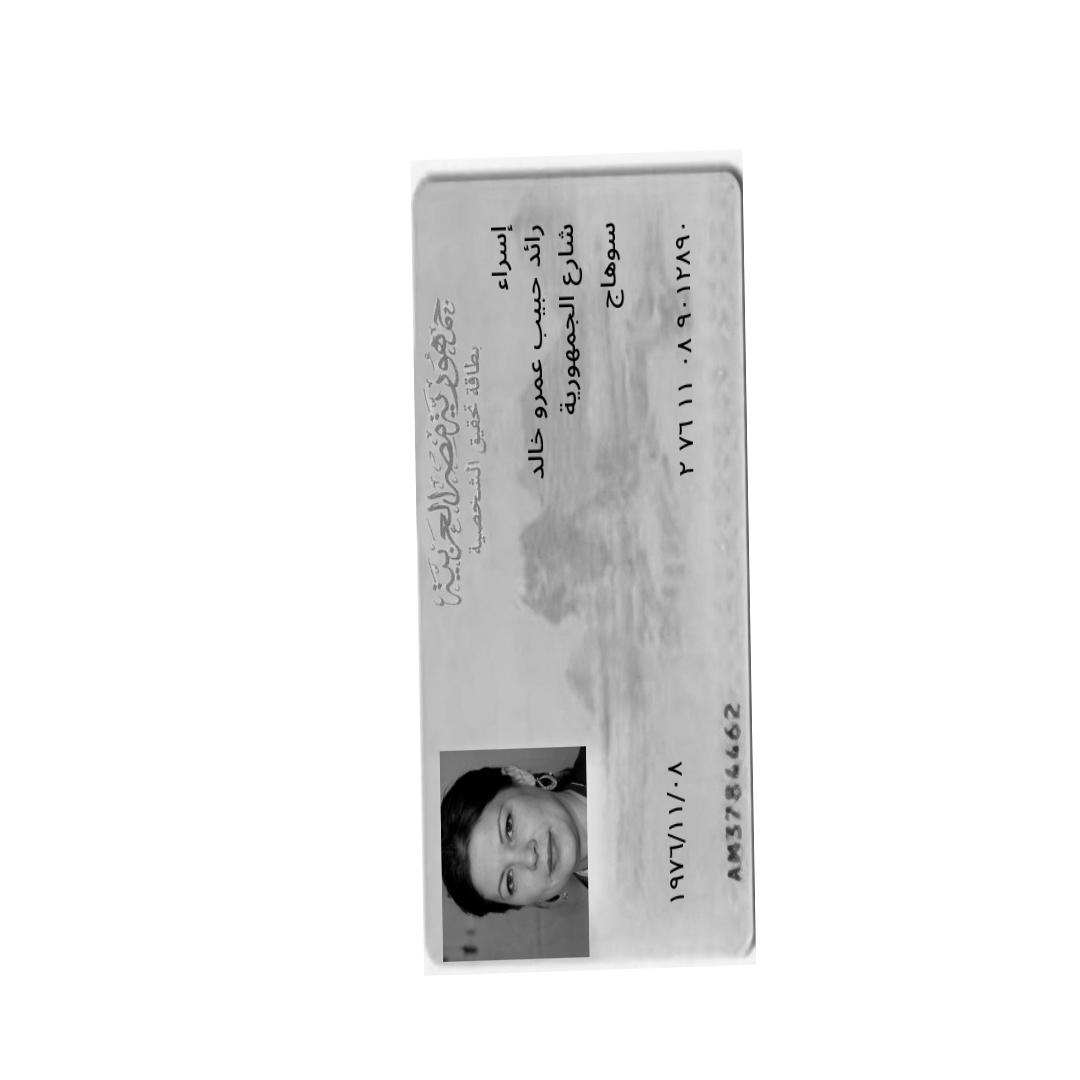 جمهورية مصر العربية
بطاقة تحقيق الشخصية
إسراء
رائد حبيب عمرو خالد
شارع الجمهورية
سوهاج
٢ ٧٦ ١١ ٠٨ ٩٠١٢٨٩٠
١٩٧٦/١١/٠٨